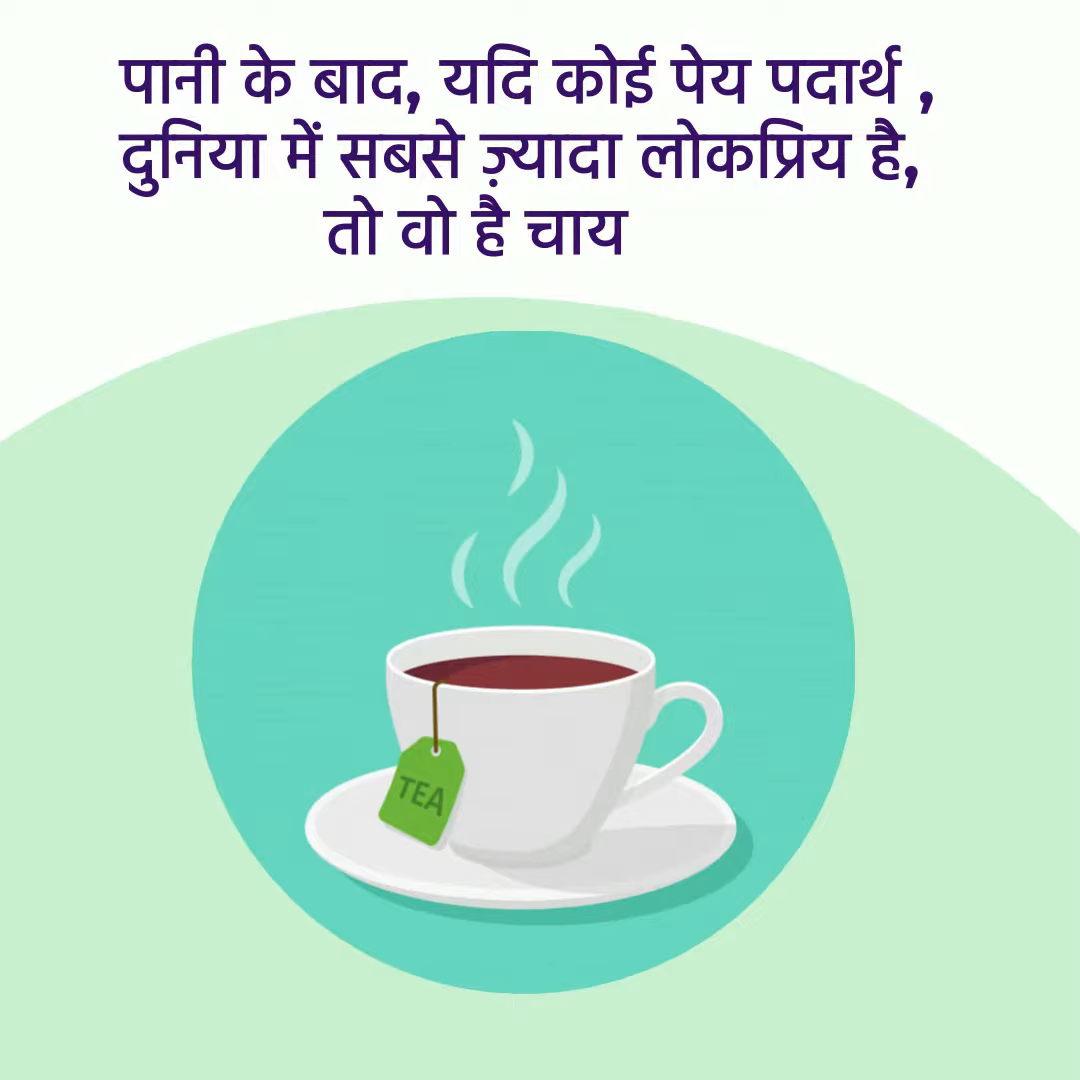 पानी के बाद, यदि कोई पेय पदार्थ ,
दुनिया में सबसे ज़्यादा लोकप्रिय है,
तो वो है चाय
TEA